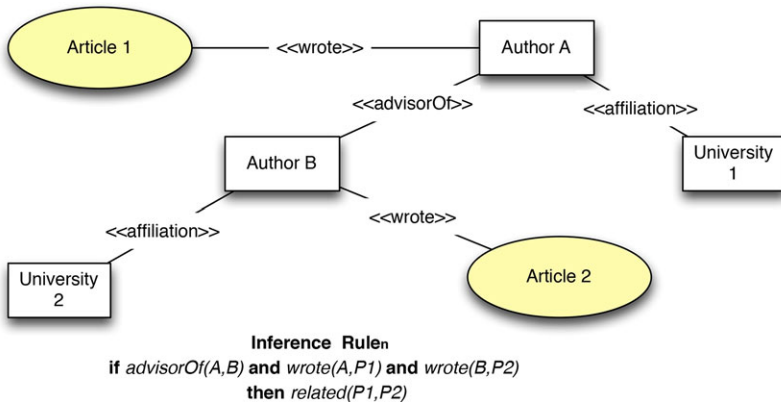 Article 1
<<wrote>>
Author A
<<advisorOf>>
<<affiliation>>
Author B
University
1
<<wrote>>
<<affiliation>>
University
2
Article 2
Inference Rulen
if advisorOf(A,B) and wrote(A,P1) and wrote(B,P2)
then related(P1,P2)